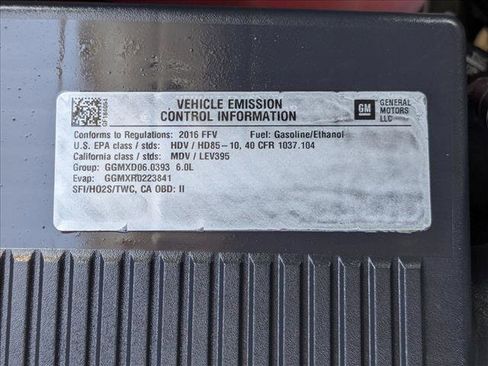 VEHICLE EMISSION
CONTROL INFORMATION
GM
GENERAL
MOTORS
LLC
Conforms to Regulations: 2016 FFV Fuel: Gasoline/Ethanol
U.S. EPA class / stds: HDV / HD85-10, 40 CFR 1037.104
California class / stds: MDV / LEV395
Group: GGMXD06.0393 6.0L
Evap: GGMXR0223841
SFI/HO2S/TWC, CA OBD: II